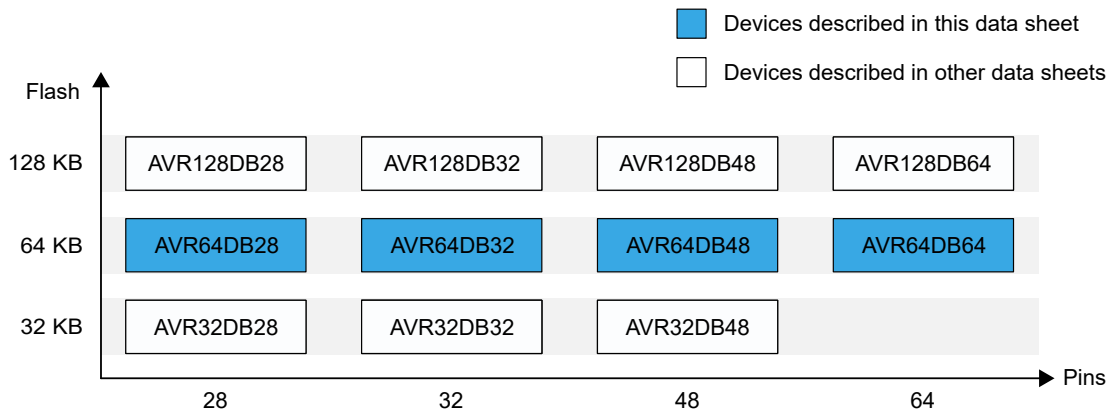 Devices described in this data sheet
Devices described in other data sheets
Flash
128 KB AVR128DB28 AVR128DB32 AVR128DB48 AVR128DB64
64 KB AVR64DB28 AVR64DB32 AVR64DB48 AVR64DB64
32 KB AVR32DB28 AVR32DB32 AVR32DB48
Pins
28 32 48 64